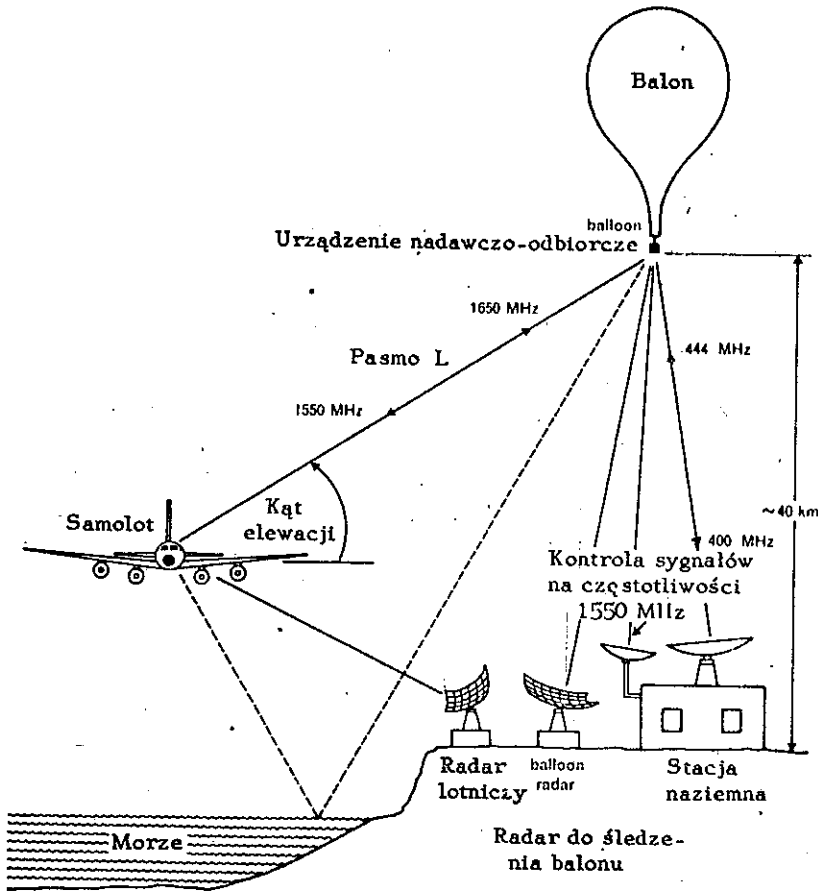 Balon
balloon
Urządzenie nadawczo-odbiorcze
1650 MHz
Pasmo L
444 MHz
1550 MHz
Kąt
elewacji
Samolot
~40 km
400 MHz
Kontrola sygnałów
na częstotliwości
1550 MHz
Radar
lotniczy
balloon
radar
Stacja
naziemna
Morze
Radar do śledze-
nia balonu